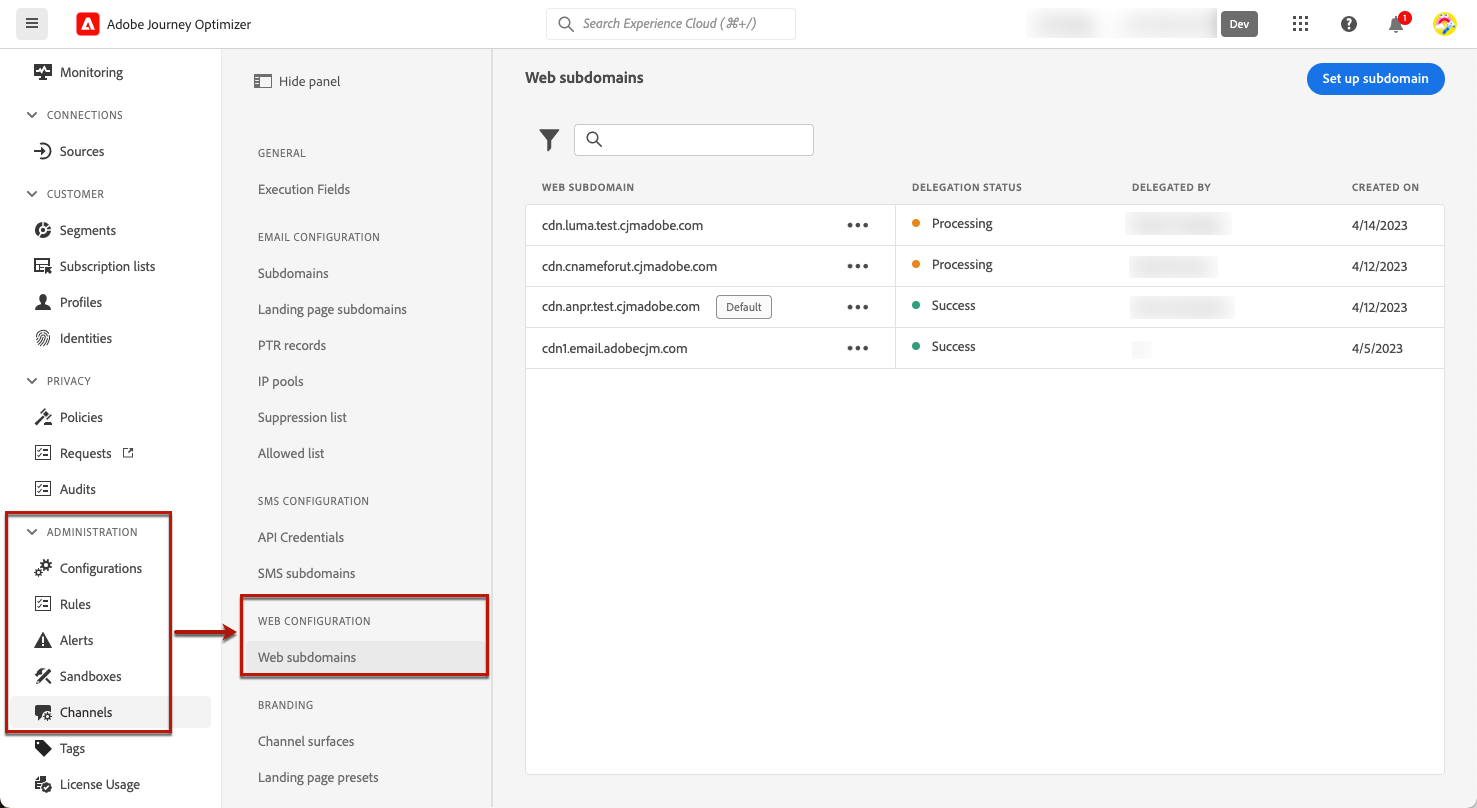 Adobe Journey Optimizer
Search Experience Cloud (⌘+/)
Dev
1
Monitoring
CONNECTIONS
Sources
CUSTOMER
Segments
Subscription lists
Profiles
Identities
PRIVACY
Policies
Requests
Audits
ADMINISTRATION
Configurations
Rules
Alerts
Sandboxes
Channels
Tags
License Usage
Hide panel
GENERAL
Execution Fields
EMAIL CONFIGURATION
Subdomains
Landing page subdomains
PTR records
IP pools
Suppression list
Allowed list
SMS CONFIGURATION
API Credentials
SMS subdomains
WEB CONFIGURATION
Web subdomains
BRANDING
Channel surfaces
Landing page presets
Web subdomains
Set up subdomain
WEB SUBDOMAIN DELEGATION STATUS DELEGATED BY CREATED ON
cdn.luma.test.cjmadobe.com Processing 4/14/2023
cdn.cnameforut.cjmadobe.com Processing 4/12/2023
cdn.anpr.test.cjmadobe.com Default Success 4/12/2023
cdn1.email.adobecjm.com Success 4/5/2023